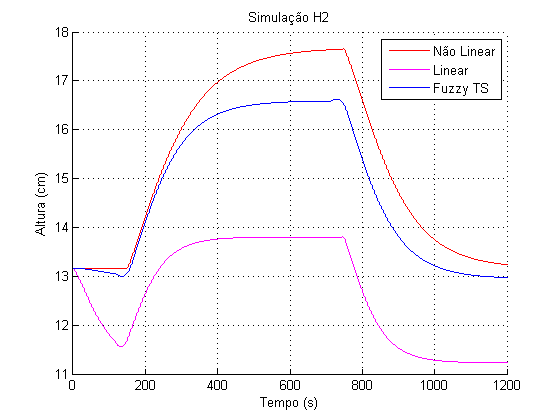 Simulação H2
Não Linear
Linear
Fuzzy TS
Altura (cm)
18
17
16
15
14
13
12
11
0
200
400
600
800
1000
1200
Tempo (s)